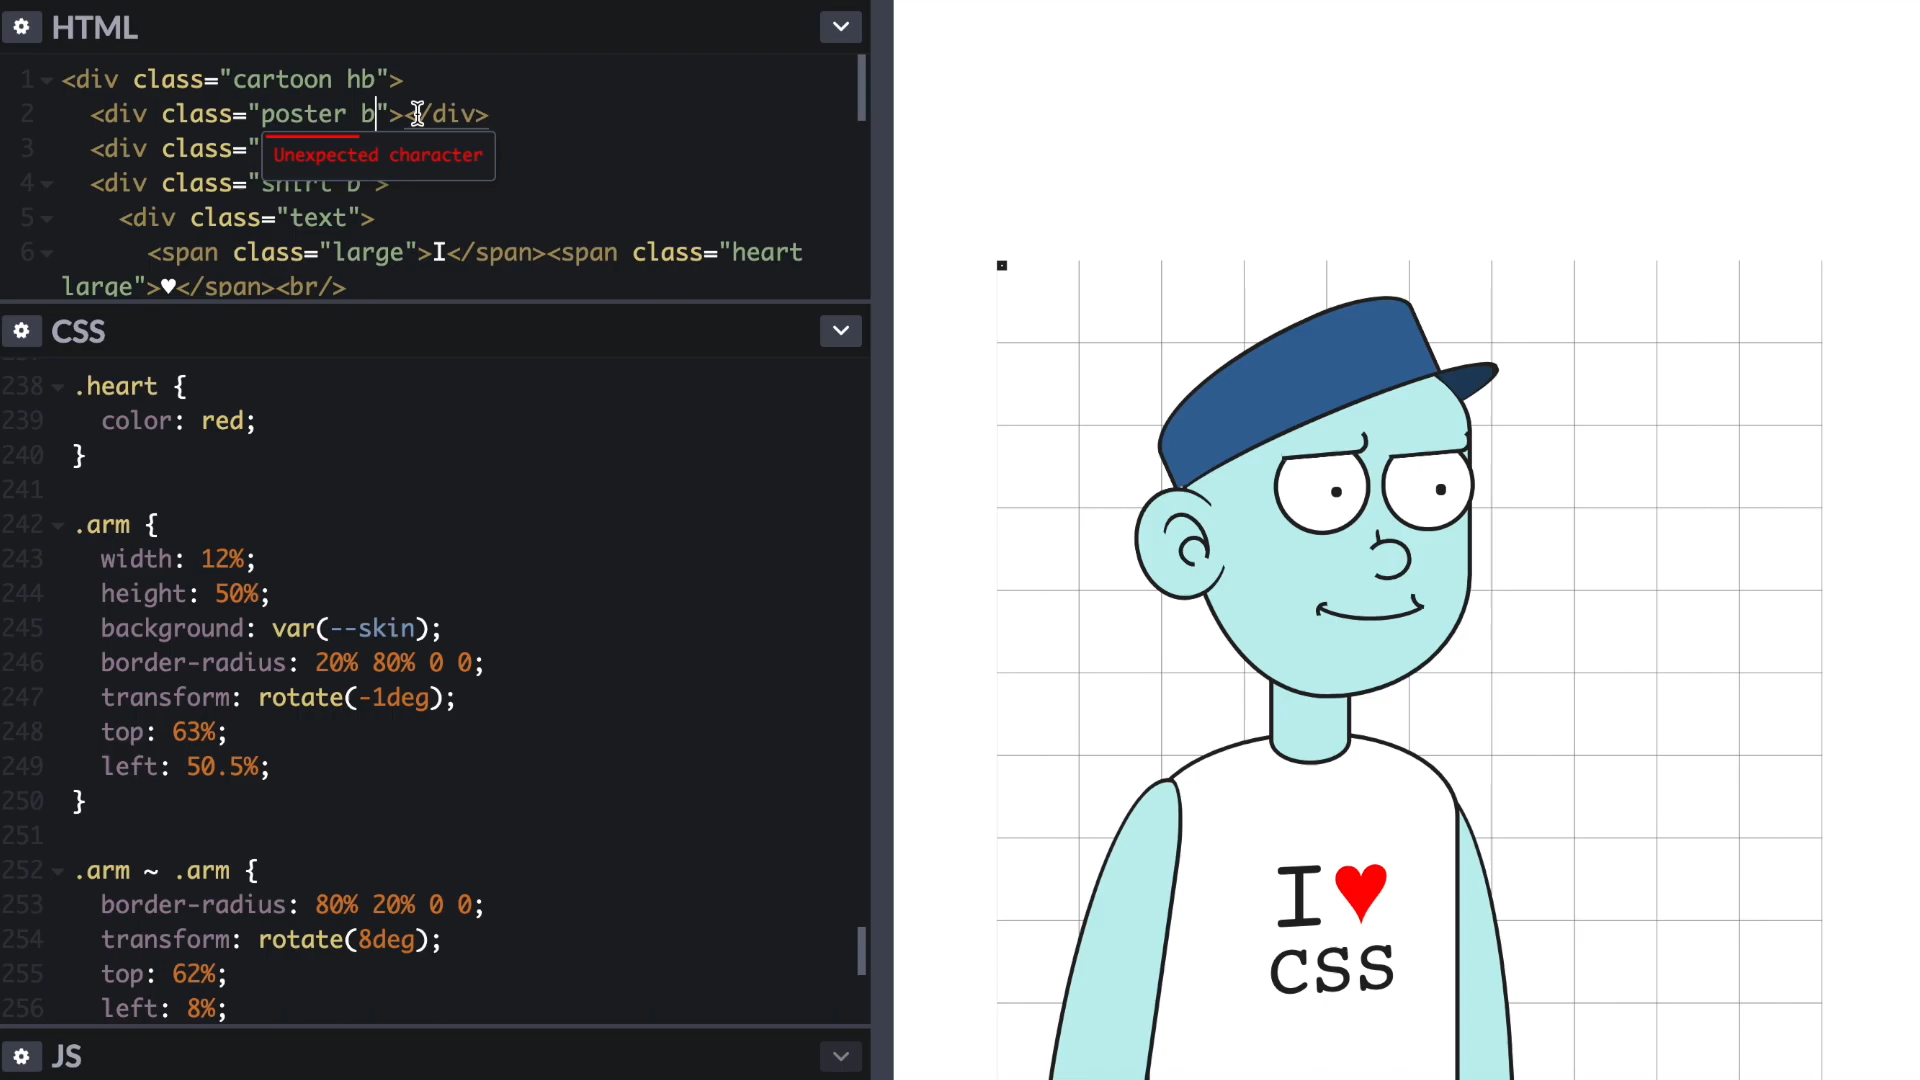 HTML
1 <div class="cartoon hb">
2 <div class="poster b"></div>
3 <div class="
Unexpected character
4 <div class="shirt b">
5 <div class="text">
6 <span class="large">I</span><span class="heart
large">♥</span><br/>
CSS
238 .heart {
239 color: red;
240 }
241
242 .arm {
243 width: 12%;
244 height: 50%;
245 background: var(--skin);
246 border-radius: 20% 80% 0 0;
247 transform: rotate(-1deg);
248 top: 63%;
249 left: 50.5%;
250 }
251
252 .arm ~ .arm {
253 border-radius: 80% 20% 0 0;
254 transform: rotate(8deg);
255 top: 62%;
256 left: 8%;
JS
I ♥
CSS